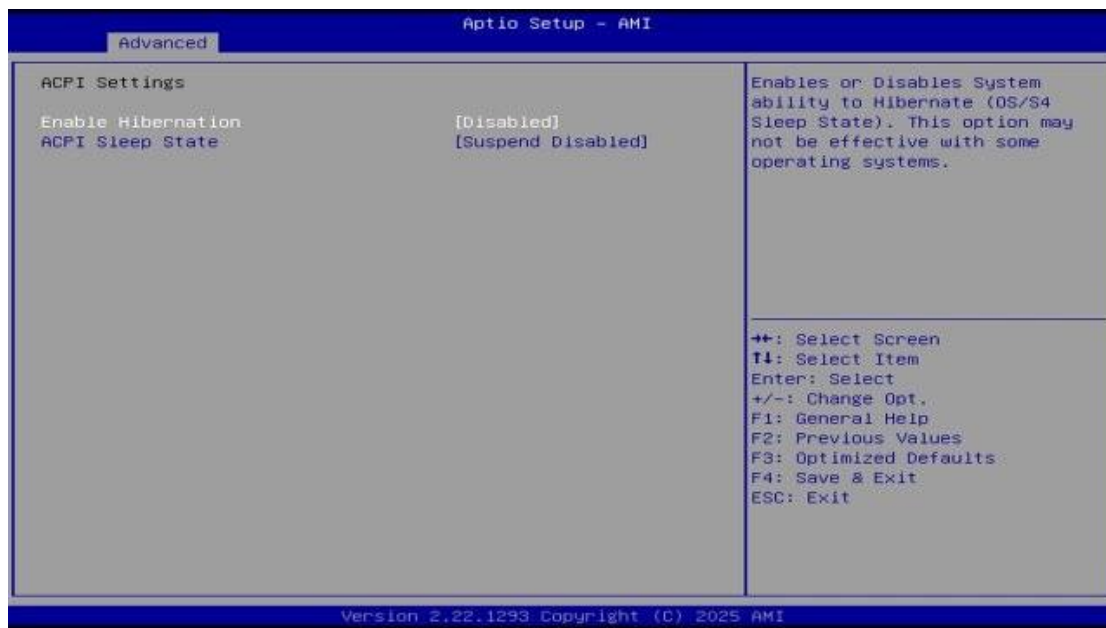 Aptio Setup - AMI
Advanced
ACPI Settings
Enable Hibernation [Disabled]
ACPI Sleep State [Suspend Disabled]
Enables or Disables System
ability to Hibernate (OS/S4
Sleep State). This option may
not be effective with some
operating systems.
→←: Select Screen
↑↓: Select Item
Enter: Select
+/-: Change Opt.
F1: General Help
F2: Previous Values
F3: Optimized Defaults
F4: Save & Exit
ESC: Exit
Version 2.22.1293 Copyright (C) 2025 AMI